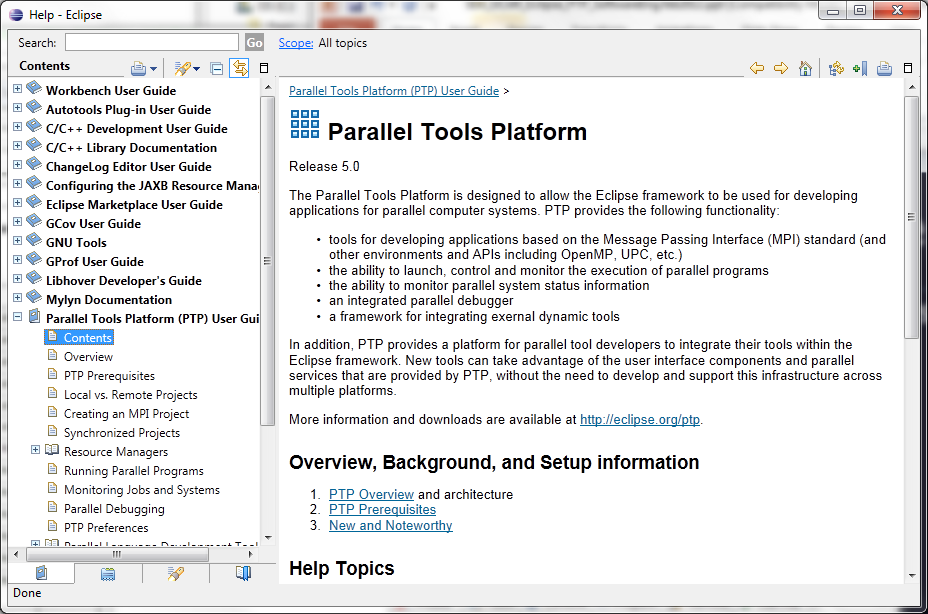 Help - Eclipse
Search:
Go
Scope: All topics
Contents
Workbench User Guide
Autotools Plug-in User Guide
C/C++ Development User Guide
C/C++ Library Documentation
ChangeLog Editor User Guide
Configuring the JAXB Resource Mana
Eclipse Marketplace User Guide
GCov User Guide
GNU Tools
GProf User Guide
Libhover Developer's Guide
Mylyn Documentation
Parallel Tools Platform (PTP) User Gui
Contents
Overview
PTP Prerequisites
Local vs. Remote Projects
Creating an MPI Project
Synchronized Projects
Resource Managers
Running Parallel Programs
Monitoring Jobs and Systems
Parallel Debugging
PTP Preferences
Parallel Language Development Tool
Parallel Tools Platform (PTP) User Guide >
Parallel Tools Platform
Release 5.0
The Parallel Tools Platform is designed to allow the Eclipse framework to be used for developing
applications for parallel computer systems. PTP provides the following functionality:
• tools for developing applications based on the Message Passing Interface (MPI) standard (and
other environments and APIs including OpenMP, UPC, etc.)
• the ability to launch, control and monitor the execution of parallel programs
• the ability to monitor parallel system status information
• an integrated parallel debugger
• a framework for integrating exernal dynamic tools
In addition, PTP provides a platform for parallel tool developers to integrate their tools within the
Eclipse framework. New tools can take advantage of the user interface components and parallel
services that are provided by PTP, without the need to develop and support this infrastructure across
multiple platforms.
More information and downloads are available at http://eclipse.org/ptp.
Overview, Background, and Setup information
1. PTP Overview and architecture
2. PTP Prerequisites
3. New and Noteworthy
Help Topics
Done